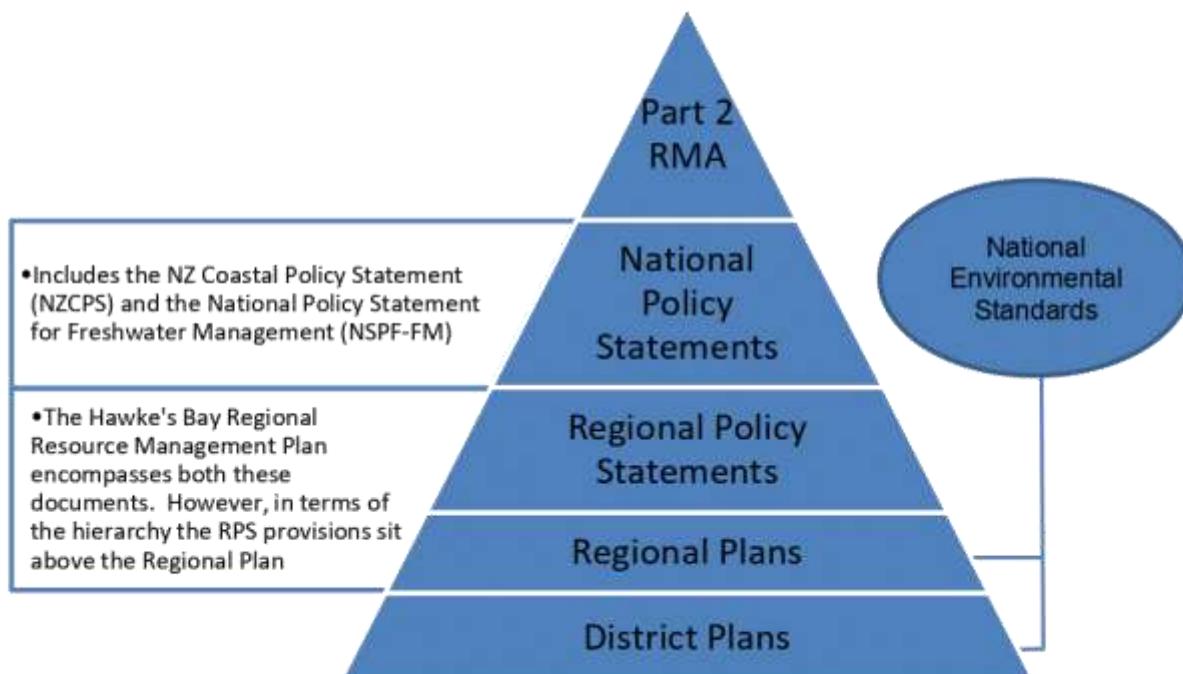 Part 2
RMA
•Includes the NZ Coastal Policy Statement
(NZCPS) and the National Policy Statement
for Freshwater Management (NSPF-FM)
National
Policy
Statements
National
Environmental
Standards
•The Hawke's Bay Regional
Resource Management Plan
encompasses both these
documents. However, in terms of
the hierarchy the RPS provisions sit
above the Regional Plan
Regional Policy
Statements
Regional Plans
District Plans